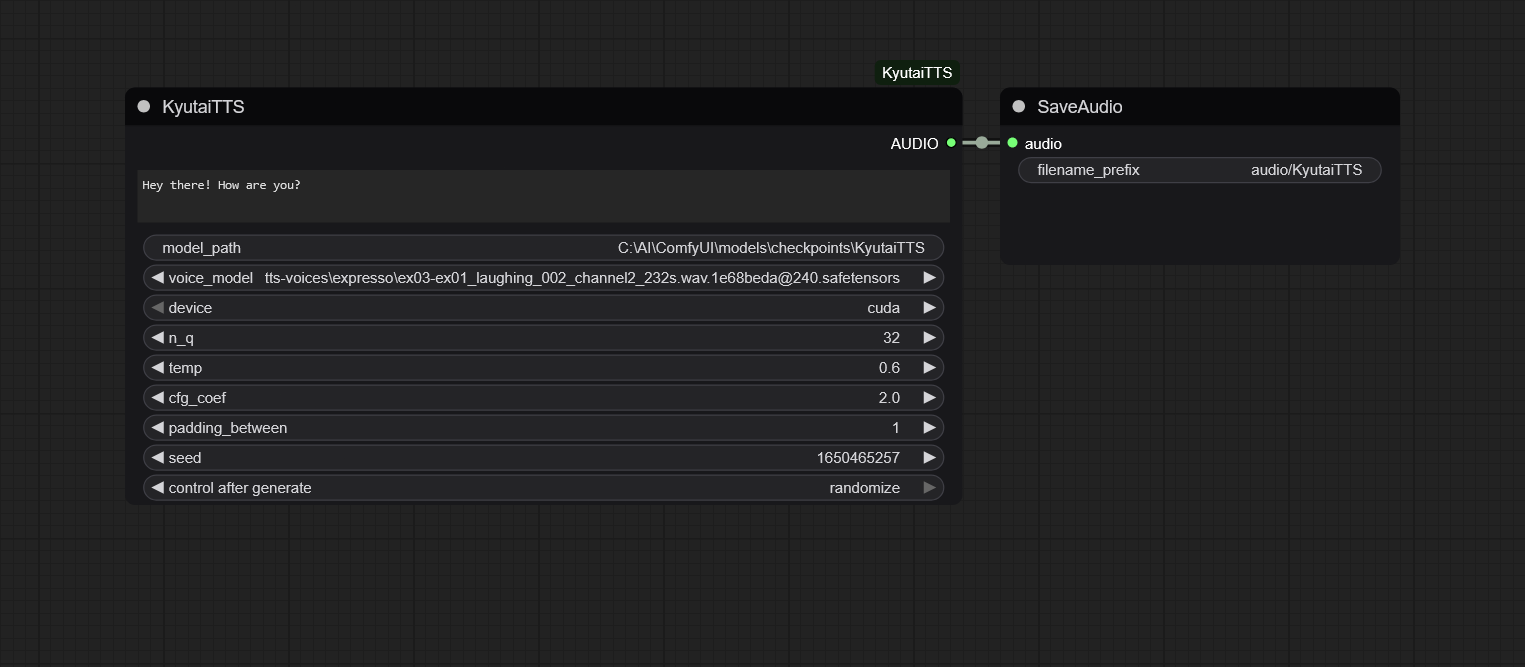 KyutaiTTS
KyutaiTTS
AUDIO
Hey there! How are you?
model_path C:\AI\ComfyUI\models\checkpoints\KyutaiTTS
voice_model tts-voices\expresso\ex03-ex01_laughing_002_channel2_232s.wav.1e68beda@240.safetensors
device cuda
n_q 32
temp 0.6
cfg_coef 2.0
padding_between 1
seed 1650465257
control after generate randomize
SaveAudio
audio
filename_prefix audio/KyutaiTTS